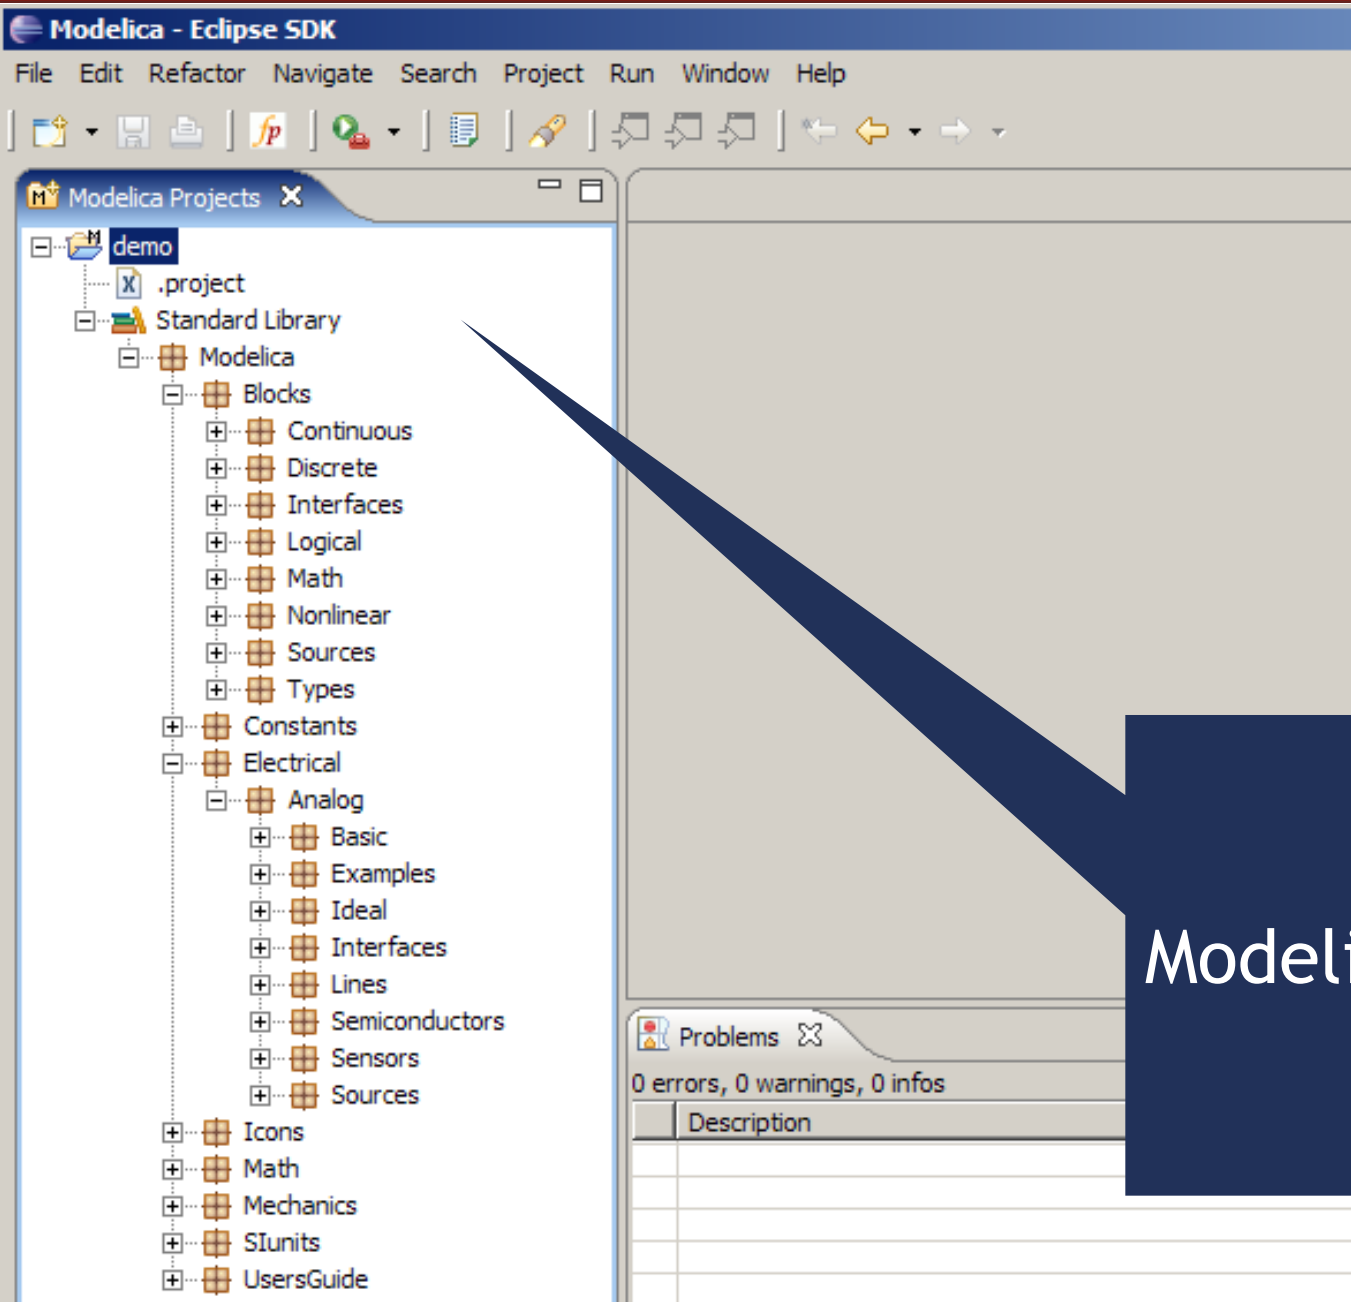 Modelica - Eclipse SDK
File Edit Refactor Navigate Search Project Run Window Help
Modelica Projects
demo
.project
Standard Library
Modelica
Blocks
Continuous
Discrete
Interfaces
Logical
Math
Nonlinear
Sources
Types
Constants
Electrical
Analog
Basic
Examples
Ideal
Interfaces
Lines
Semiconductors
Sensors
Sources
Icons
Math
Mechanics
SIunits
UsersGuide
Problems
0 errors, 0 warnings, 0 infos
Description